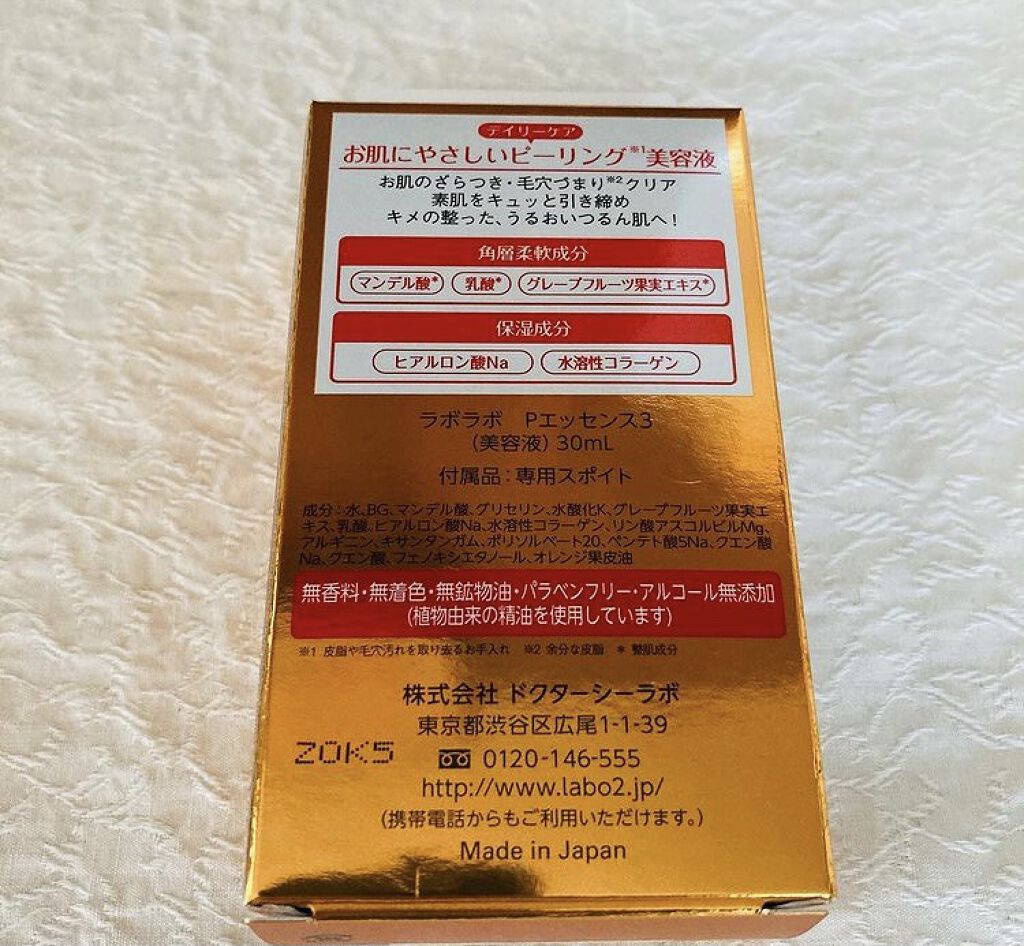 デイリーケア
お肌にやさしいピーリング※1美容液
お肌のざらつき・毛穴づまり※2クリア
素肌をキュッと引き締め
キメの整った、うるおいつるん肌へ!
角層柔軟成分
マンデル酸* 乳酸* グレープフルーツ果実エキス*
保湿成分
ヒアルロン酸Na 水溶性コラーゲン
ラボラボ Pエッセンス3
(美容液) 30mL
付属品:専用スポイト
成分:水、BG、マンデル酸、グリセリン、水酸化K、グレープフルーツ果実エ
キス、乳酸、ヒアルロン酸Na、水溶性コラーゲン、リン酸アスコルビルMg、
アルギニン、キサンタンガム、ポリソルベート20、ペンテト酸5Na、クエン酸
Na、クエン酸、フェノキシエタノール、オレンジ果皮油
無香料・無着色・無鉱物油・パラベンフリー・アルコール無添加
(植物由来の精油を使用しています)
※1 皮脂や毛穴汚れを取り去るお手入れ ※2 余分な皮脂 * 整肌成分
株式会社 ドクターシーラボ
東京都渋谷区広尾1-1-39
ZOK5 0120-146-555
http://www.labo2.jp/
(携帯電話からもご利用いただけます。)
Made in Japan